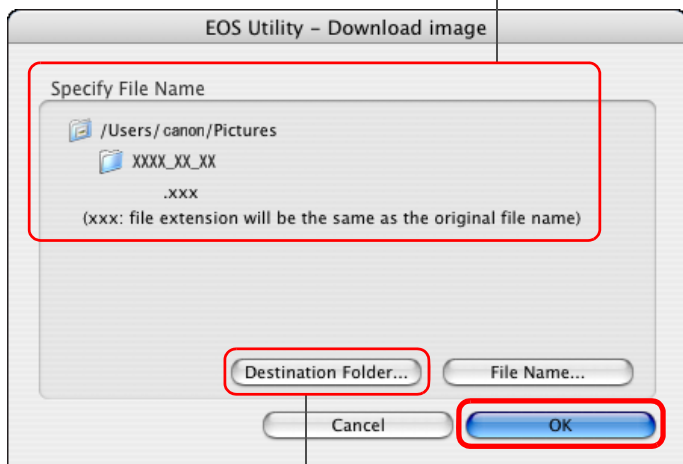 EOS Utility – Download image
Specify File Name
/Users/canon/Pictures
XXXX_XX_XX
.xxx
(xxx: file extension will be the same as the original file name)
Destination Folder...
File Name...
Cancel
OK